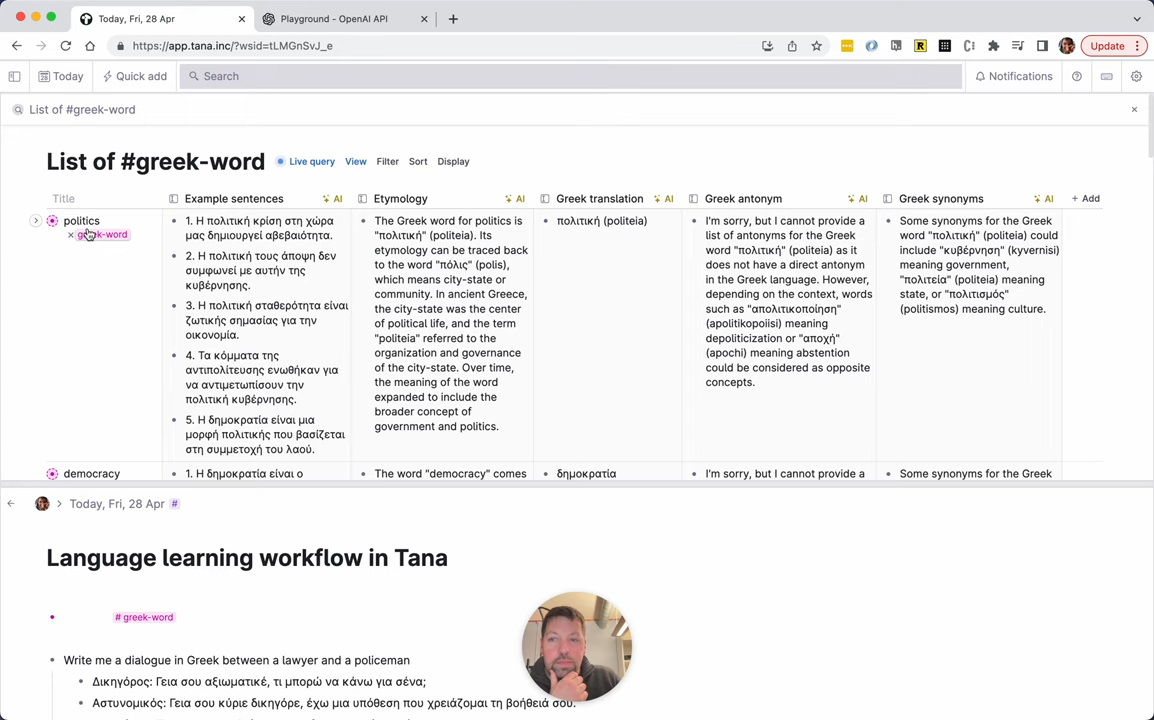 Today, Fri, 28 Apr
Playground - OpenAI API
https://app.tana.inc/?wsid=tLMGnSvJ_e
Update
Today
Quick add
Search
Notifications
List of #greek-word
List of #greek-word
Live query
View
Filter
Sort
Display
Title
Example sentences
AI
Etymology
AI
Greek translation
AI
Greek antonym
AI
Greek synonyms
AI
+ Add
politics
1. Η πολιτική κρίση στη χώρα
μας δημιουργεί αβεβαιότητα.
2. Η πολιτική τους άποψη δεν
συμφωνεί με αυτήν της
κυβέρνησης.
3. Η πολιτική σταθερότητα είναι
ζωτικής σημασίας για την
οικονομία.
4. Τα κόμματα της
αντιπολίτευσης ενωθήκαν για
να αντιμετωπίσουν την
πολιτική κυβέρνησης.
5. Η δημοκρατία είναι μια
μορφή πολιτικής που βασίζεται
στη συμμετοχή του λαού.
The Greek word for politics is
"πολιτική" (politeia). Its
etymology can be traced back
to the word "πόλις" (polis),
which means city-state or
community. In ancient Greece,
the city-state was the center
of political life, and the term
"politeia" referred to the
organization and governance
of the city-state. Over time,
the meaning of the word
expanded to include the
broader concept of
government and politics.
πολιτική (politeia)
I'm sorry, but I cannot provide a
list of antonyms for the Greek
word "πολιτική" (politeia) as it
does not have a direct antonym
in the Greek language. However,
depending on the context, words
such as "απολιτικοποίηση"
(apolitikopoiisi) meaning
depoliticization or "αποχή"
(apochi) meaning abstention
could be considered as opposite
concepts.
Some synonyms for the Greek
word "πολιτική" (politeia) could
include "κυβέρνηση" (kyvernisi)
meaning government,
"πολιτεία" (politeia) meaning
state, or "πολιτισμός"
(politismos) meaning culture.
democracy
1. Η δημοκρατία είναι ο
The word "democracy" comes
δημοκρατία
I'm sorry, but I cannot provide a
Some synonyms for the Greek
Today, Fri, 28 Apr #
Language learning workflow in Tana
# greek-word
Write me a dialogue in Greek between a lawyer and a policeman
Δικηγόρος: Γεια σου αξιωματικέ, τι μπορώ να κάνω για σένα;
Αστυνομικός: Γεια σου κύριε δικηγόρε, έχω μια υπόθεση που χρειάζομαι τη βοήθειά σου.